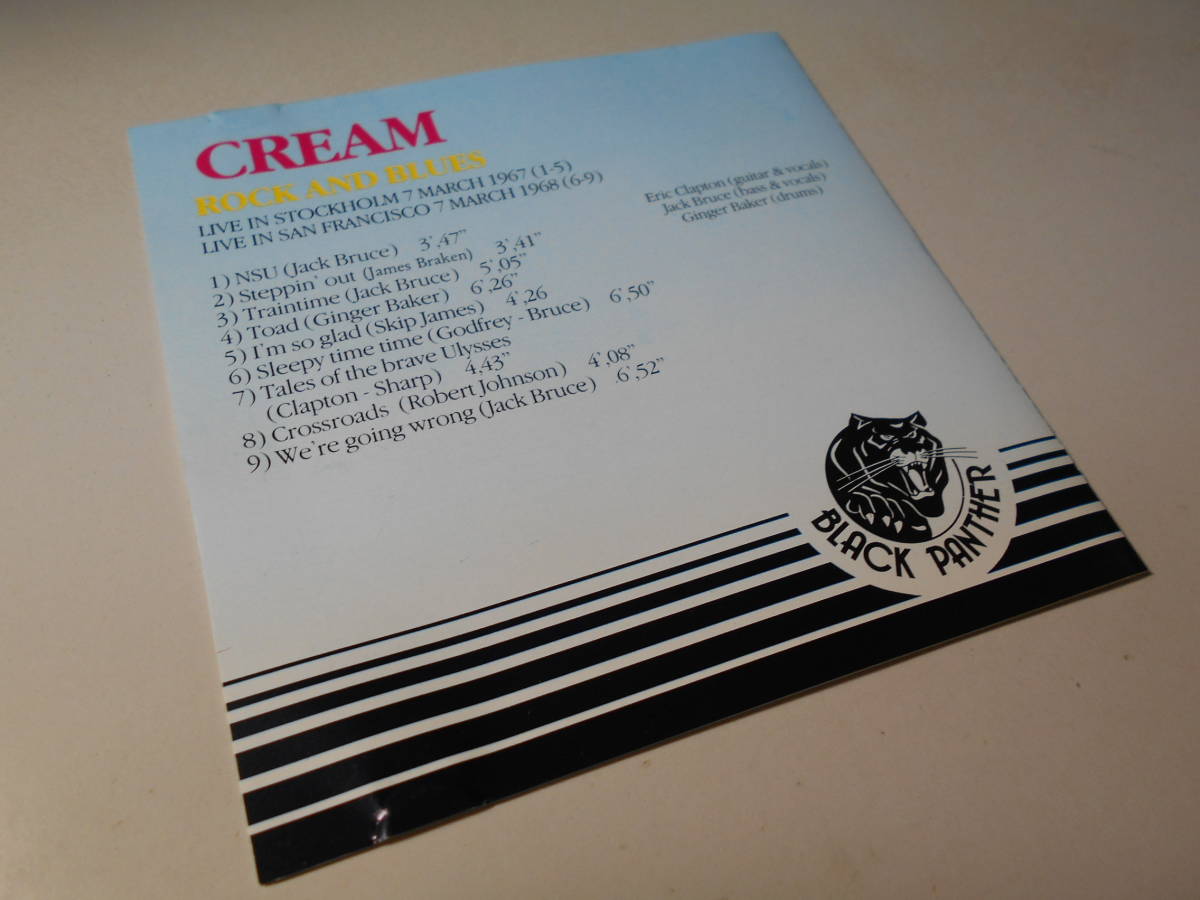 CREAM
ROCK AND BLUES
LIVE IN STOCKHOLM 7 MARCH 1967 (1-5)
LIVE IN SAN FRANCISCO 7 MARCH 1968 (6-9)
Eric Clapton (guitar & vocals)
Jack Bruce (bass & vocals)
Ginger Baker (drums)
1) NSU (Jack Bruce) 3',47"
2) Steppin' out (James Braken) 3',41"
3) Traintime (Jack Bruce) 5',05"
4) Toad (Ginger Baker) 6',26"
5) I'm so glad (Skip James) 4',26
6) Sleepy time time (Godfrey - Bruce) 6',50"
7) Tales of the brave Ulysses
(Clapton - Sharp) 4,43"
8) Crossroads (Robert Johnson) 4',08"
9) We're going wrong (Jack Bruce) .6',52"
BLACK PANTHER